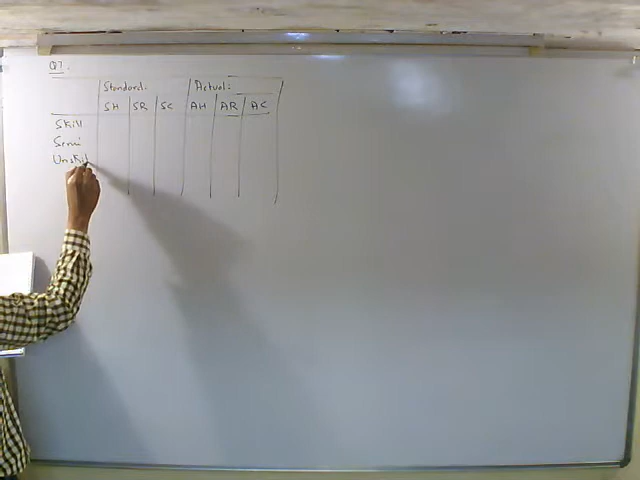 Q7.
Standard: Actual:
SH SR SC AH AR AC
Skill
Semi
Unskil